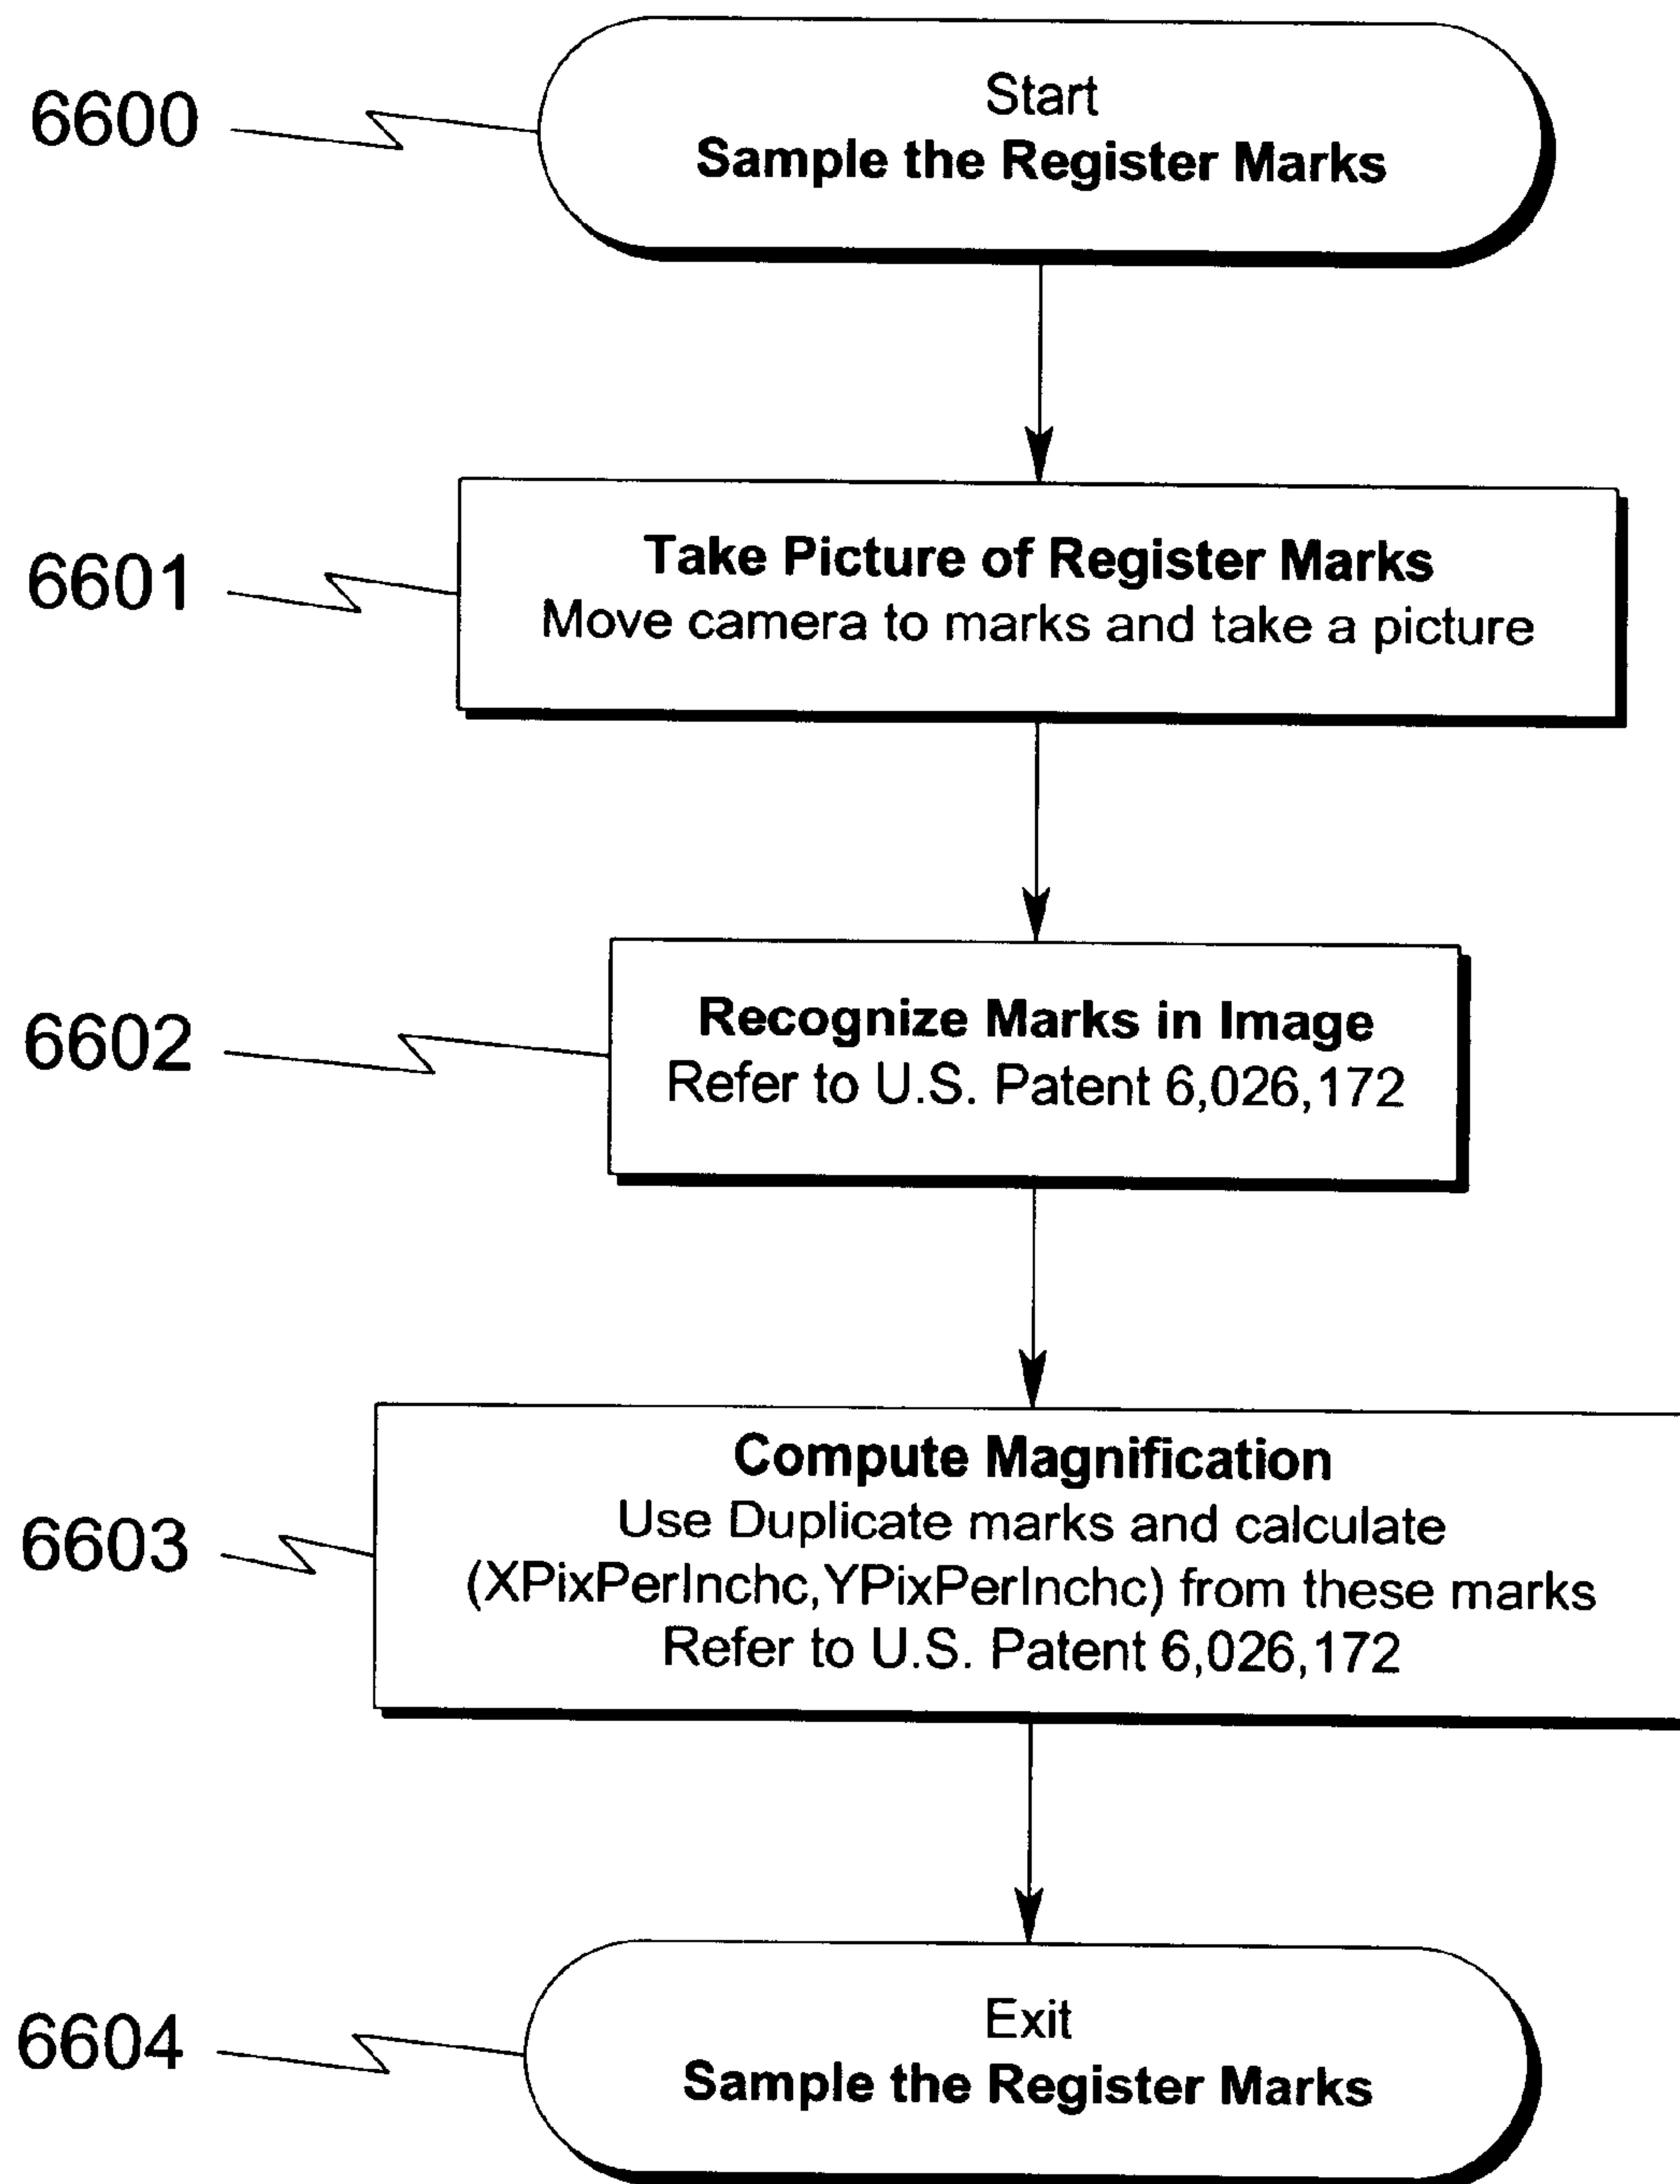 6600
Start
Sample the Register Marks
6601
Take Picture of Register Marks
Move camera to marks and take a picture
6602
Recognize Marks in Image
Refer to U.S. Patent 6,026,172
6603
Compute Magnification
Use Duplicate marks and calculate
(XPixPerInchc,YPixPerInchc) from these marks
Refer to U.S. Patent 6,026,172
6604
Exit
Sample the Register Marks